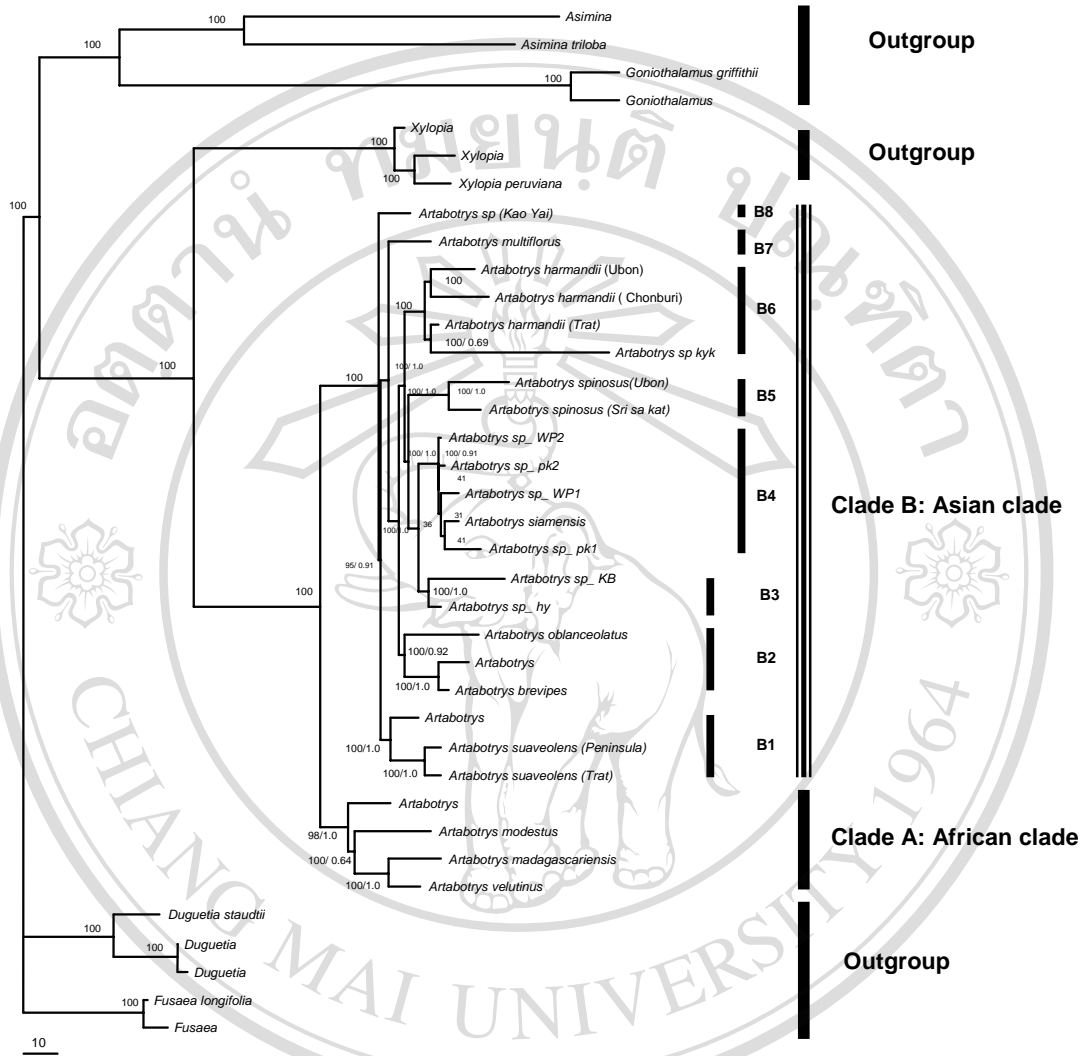 100
Asimina
Asimina triloba
100
Goniothalamus griffithii
100
Goniothalamus
Outgroup
Xylopia
100
Xylopia
100
Xylopia peruviana
Outgroup
100
100
Artabotrys sp (Kao Yai)
B8
Artabotrys multiflorus
B7
Artabotrys harmandii (Ubon)
100
Artabotrys harmandii ( Chonburi)
100
Artabotrys harmandii (Trat)
100/ 0.69
Artabotrys sp kyk
B6
100
100/ 1.0
Artabotrys spinosus(Ubon)
100/ 1.0
100/ 1.0
Artabotrys spinosus (Sri sa kat)
B5
Artabotrys sp_ WP2
100/ 1.0
100/ 0.91
Artabotrys sp_ pk2
41
Artabotrys sp_ WP1
31
Artabotrys siamensis
36
100/1.0
41
Artabotrys sp_ pk1
B4
Clade B: Asian clade
95/ 0.91
Artabotrys sp_ KB
100/1.0
Artabotrys sp_ hy
B3
100
Artabotrys oblanceolatus
100/0.92
Artabotrys
100/1.0
Artabotrys brevipes
B2
Artabotrys
100/1.0
Artabotrys suaveolens (Peninsula)
100/1.0
Artabotrys suaveolens (Trat)
B1
Artabotrys
98/1.0
Artabotrys modestus
100/ 0.64
Artabotrys madagascariensis
100/1.0
Artabotrys velutinus
Clade A: African clade
Duguetia staudtii
100
Duguetia
100
Duguetia
Fusaea longifolia
100
Fusaea
Outgroup
10
CHIANG MAI UNIVERSITY 1964